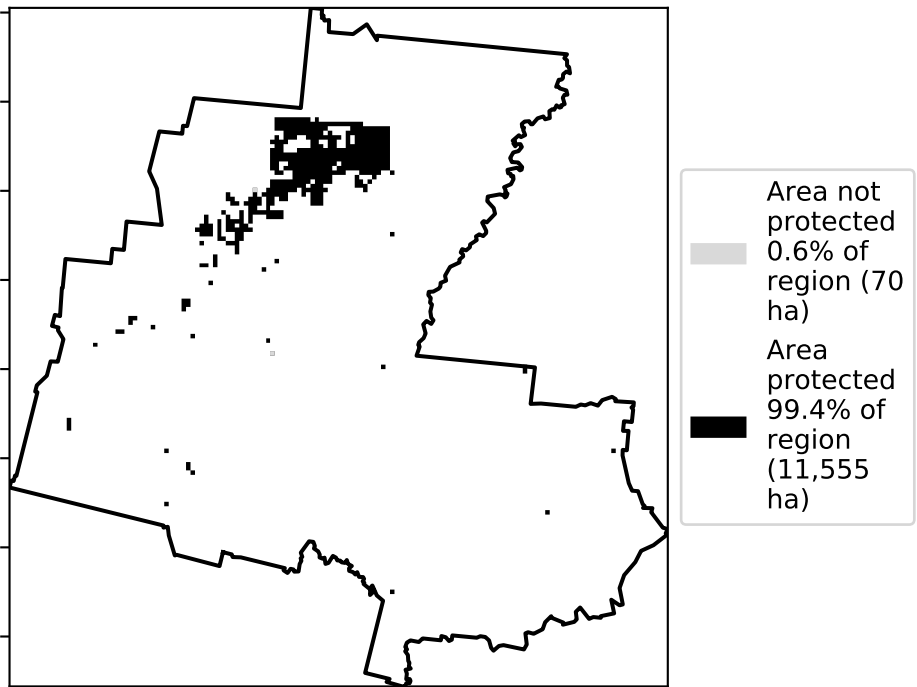 Area not
protected
0.6% of
region (70
ha)
Area
protected
99.4% of
region
(11,555
ha)